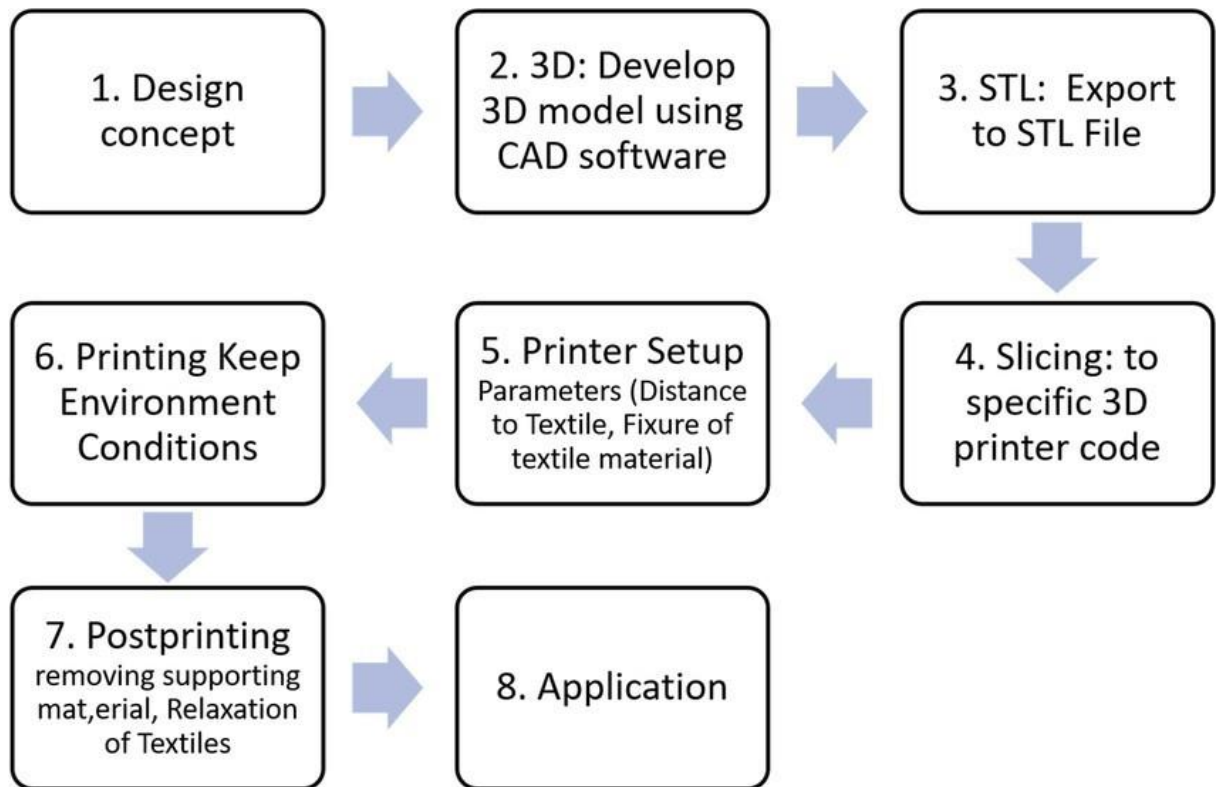 1. Design
concept
2. 3D: Develop
3D model using
CAD software
3. STL: Export
to STL File
4. Slicing: to
specific 3D
printer code
5. Printer Setup
Parameters (Distance
to Textile, Fixure of
textile material)
6. Printing Keep
Environment
Conditions
7. Postprinting
removing supporting
mat,erial, Relaxation
of Textiles
8. Application